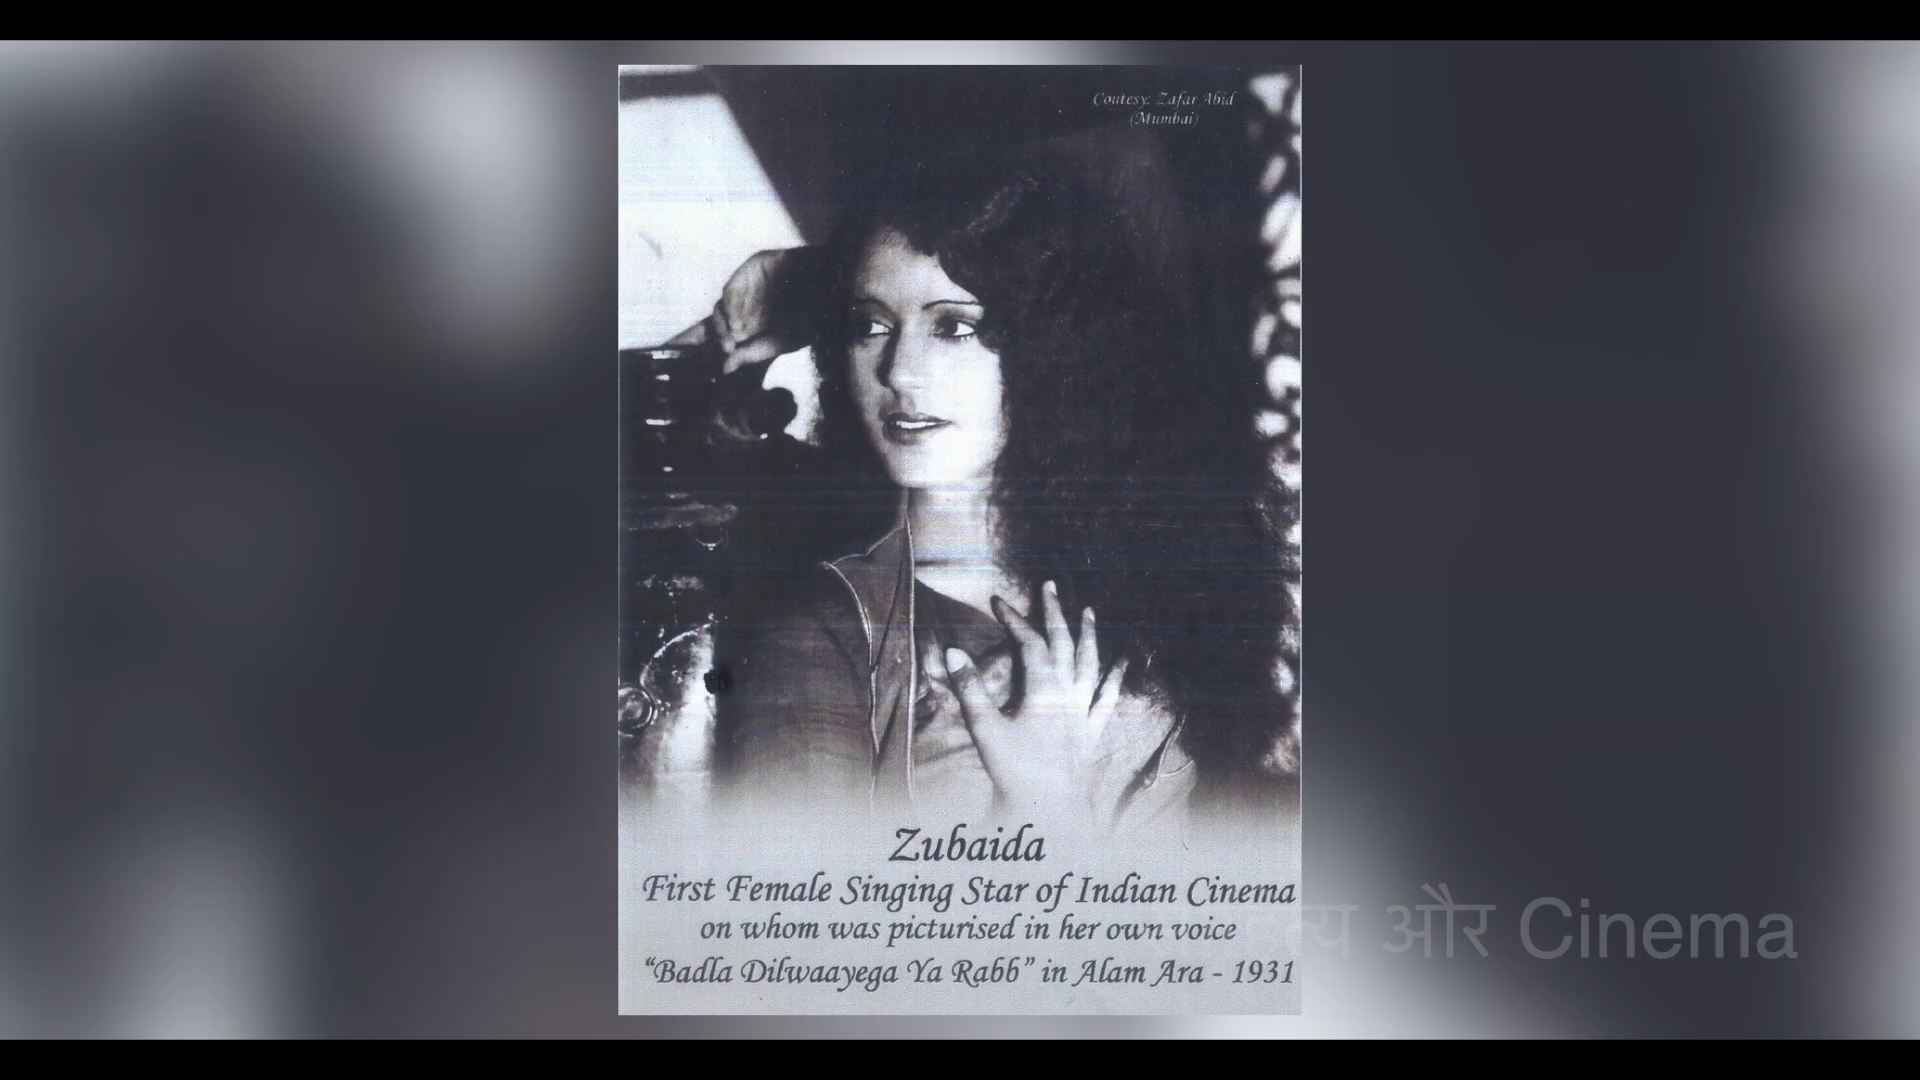 Coutesy: Zafar Abid
(Mumbai)
Zubaida
First Female Singing Star of Indian Cinema
on whom was picturised in her own voice
"Badla Dilwaayega Ya Rabb" in Alam Ara - 1931
और Cinema